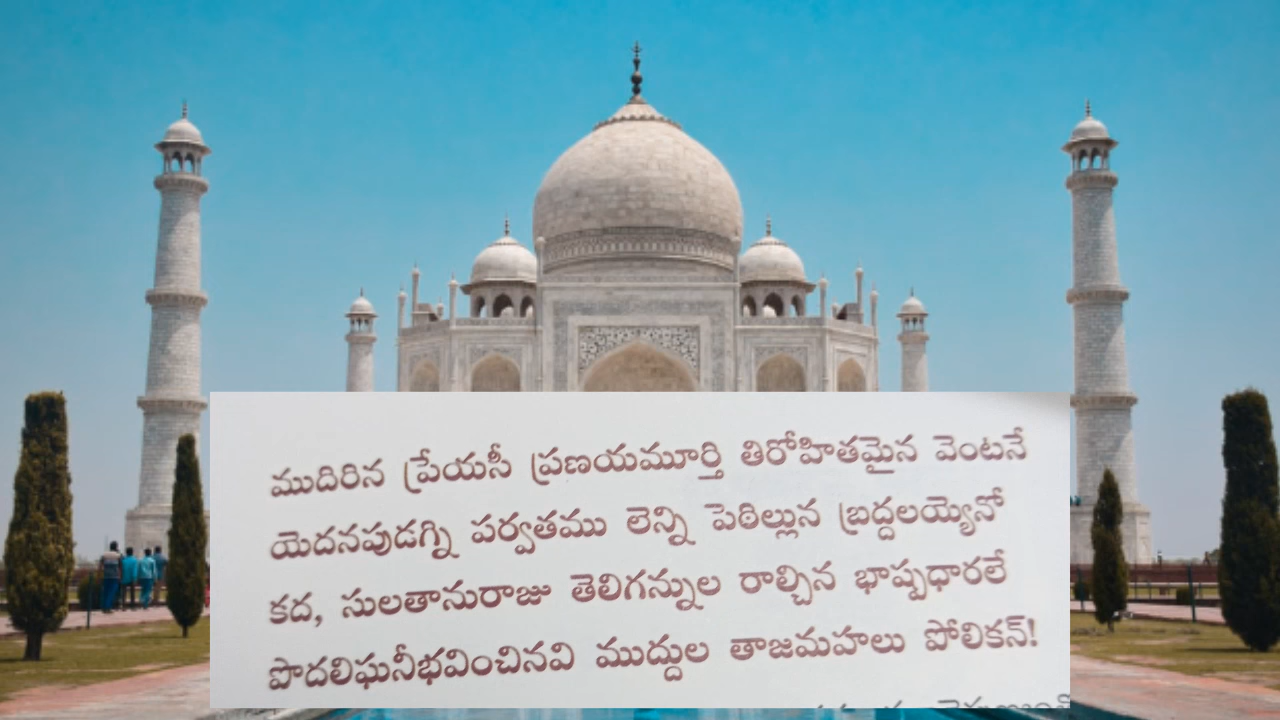 ముదిరిన ప్రేయసీ ప్రణయమూర్తి తిరోహితమైన వెంటనే
యెదనపుడగ్ని పర్వతము లెన్ని పెఠిల్లున బ్రద్దలయ్యెనో
కద, సులతానురాజు తెలిగన్నుల రాల్చిన భాష్పధారలే
పొదలిఘనీభవించినవి ముద్దుల తాజమహలు పోలికన్!